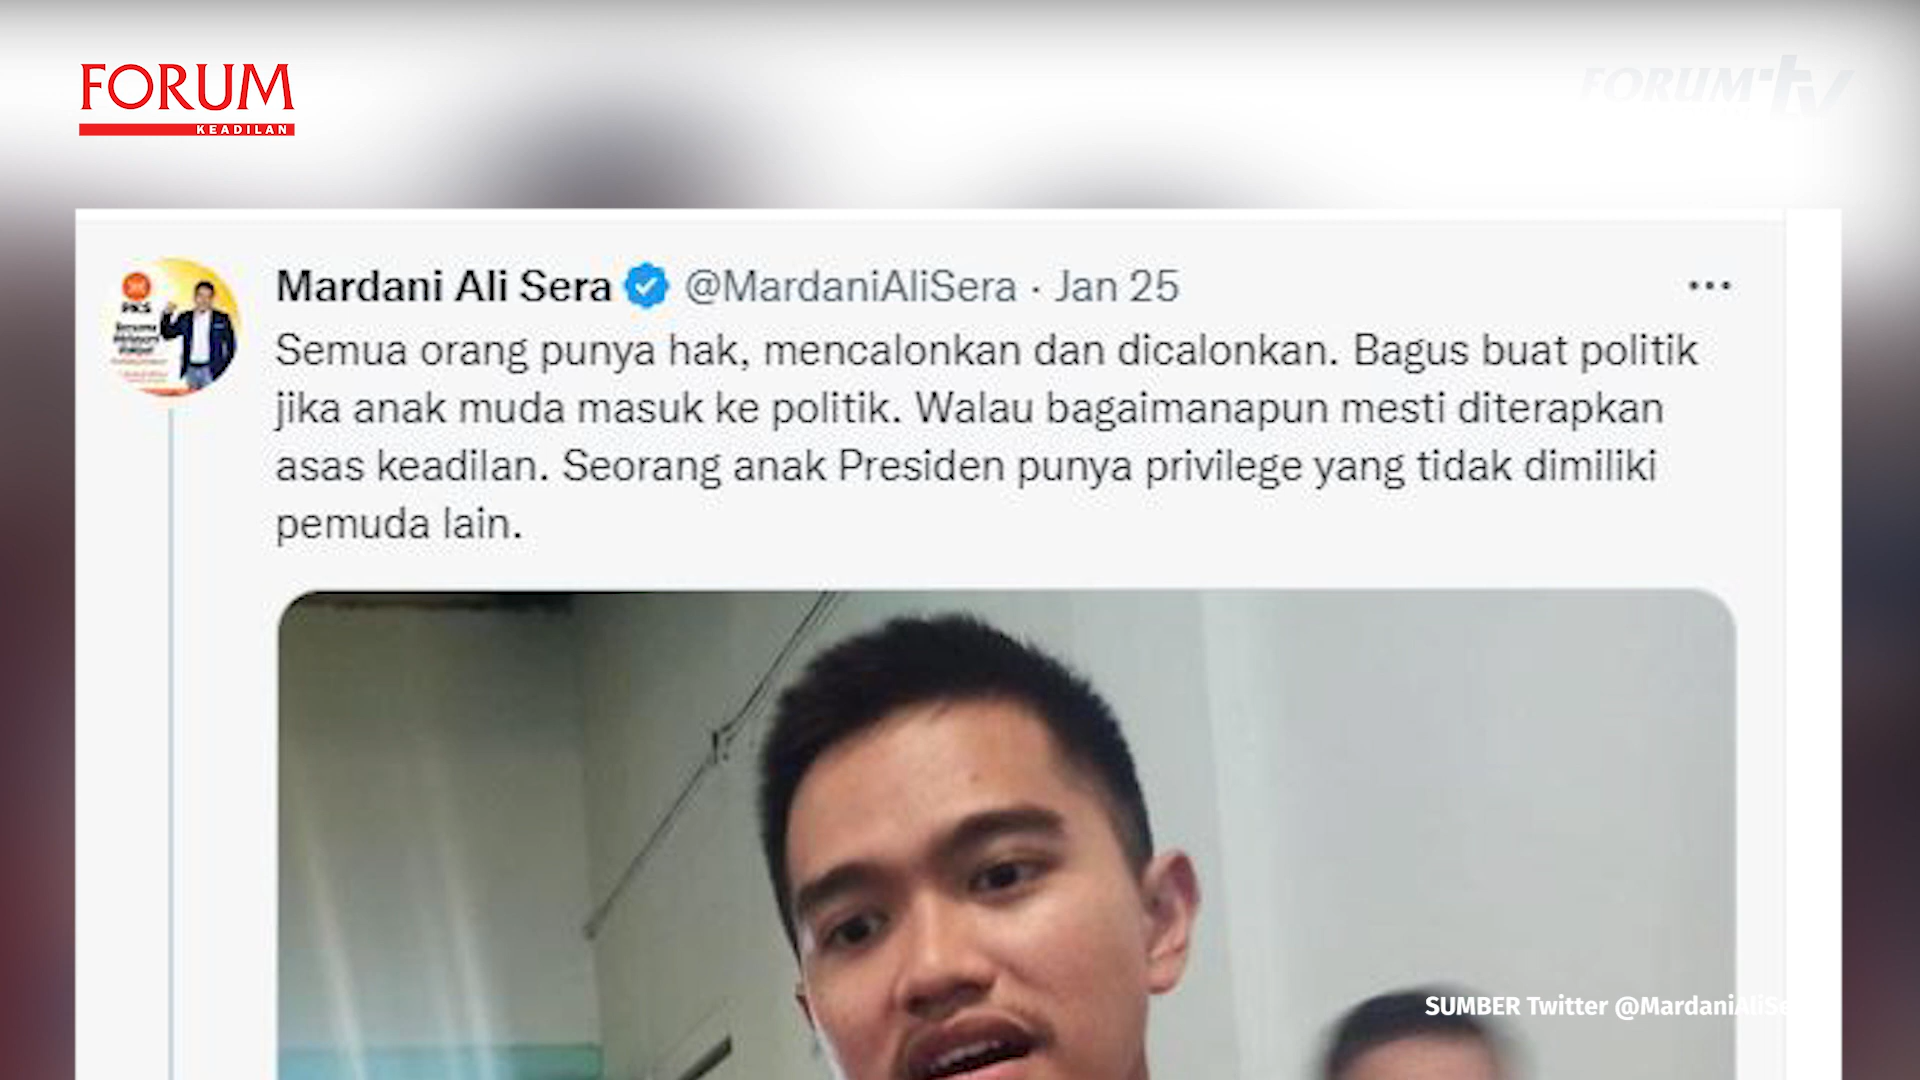 FORUM
KEADILAN
FORUM tv
Mardani Ali Sera @MardaniAliSera · Jan 25
Semua orang punya hak, mencalonkan dan dicalonkan. Bagus buat politik
jika anak muda masuk ke politik. Walau bagaimanapun mesti diterapkan
asas keadilan. Seorang anak Presiden punya privilege yang tidak dimiliki
pemuda lain.
PKS
SUMBER Twitter @MardaniAliSe